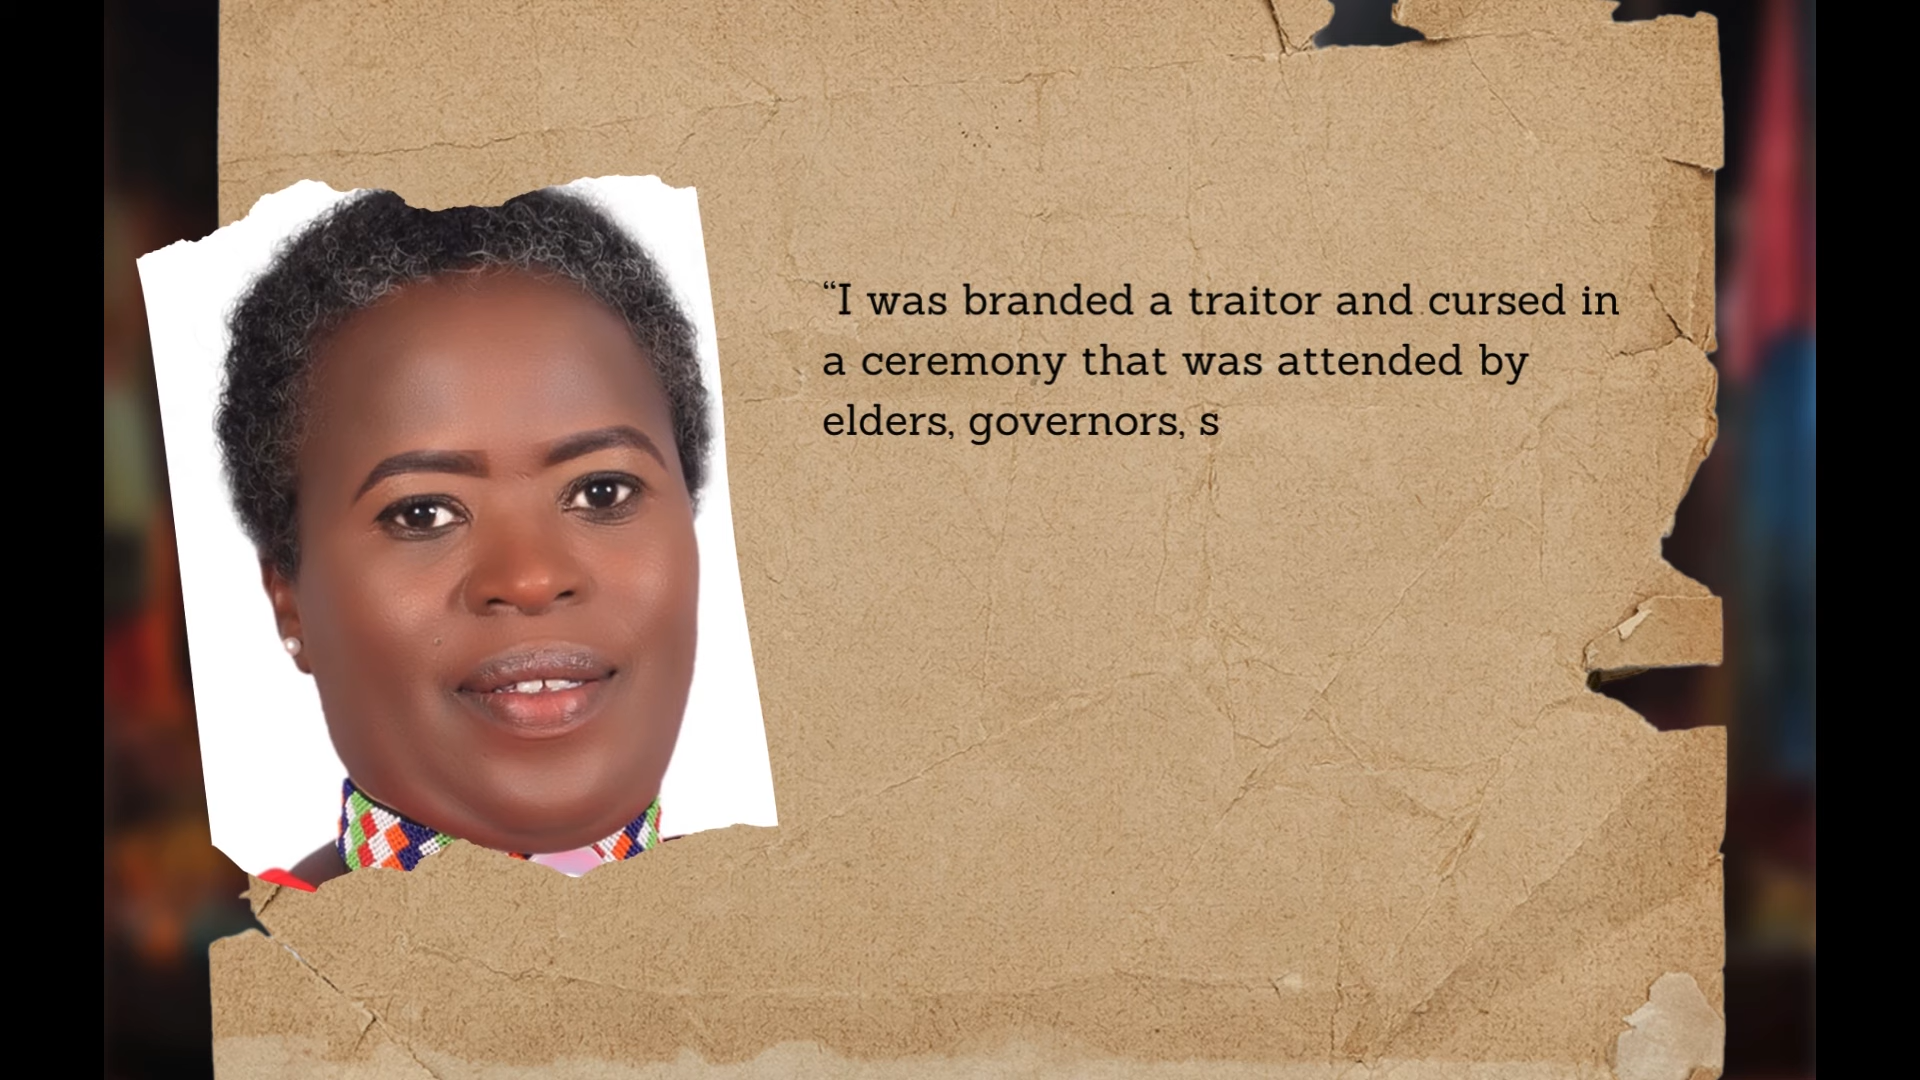 “I was branded a traitor and cursed in
a ceremony that was attended by
elders, governors, s